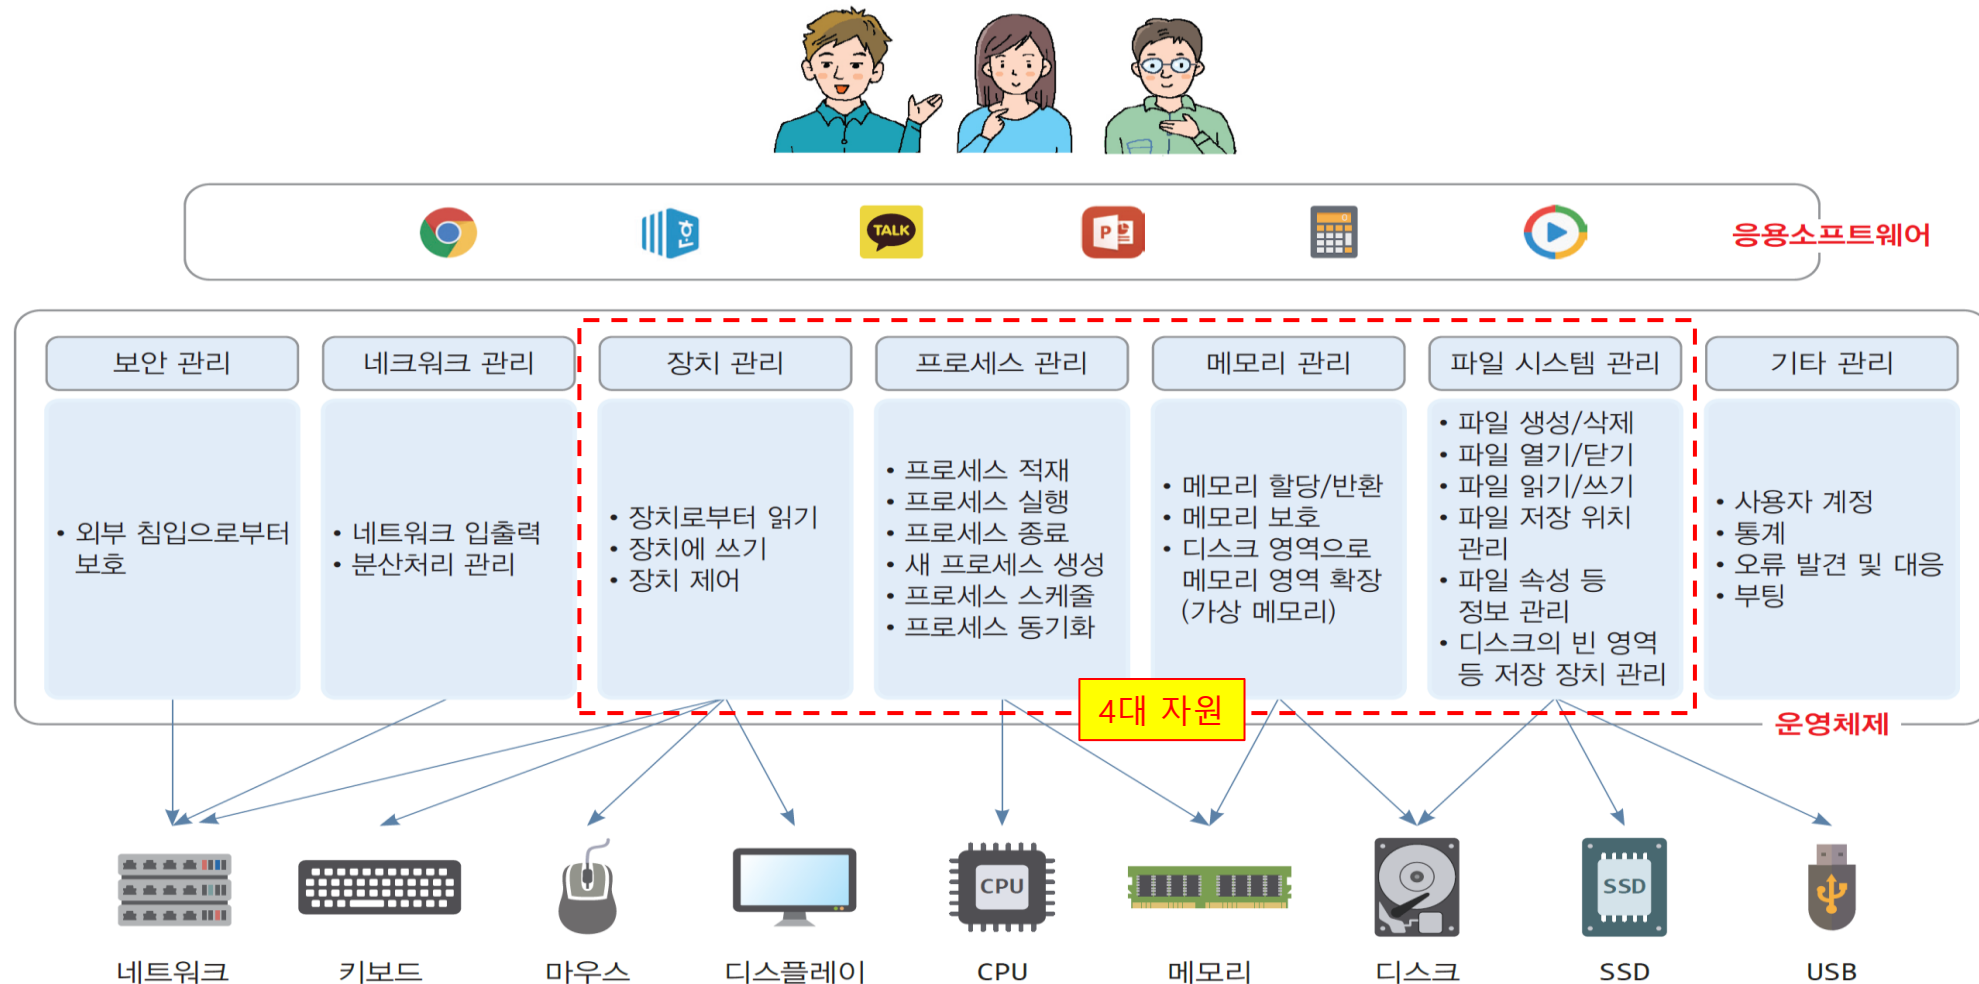 한
TALK
P
0
응용소프트웨어
보안 관리
네크워크 관리
장치 관리
프로세스 관리
메모리 관리
파일 시스템 관리
기타 관리
• 외부 침입으로부터
보호
• 네트워크 입출력
• 분산처리 관리
• 장치로부터 읽기
• 장치에 쓰기
• 장치 제어
• 프로세스 적재
• 프로세스 실행
• 프로세스 종료
• 새 프로세스 생성
• 프로세스 스케줄
• 프로세스 동기화
• 메모리 할당/반환
• 메모리 보호
• 디스크 영역으로
메모리 영역 확장
(가상 메모리)
• 파일 생성/삭제
• 파일 열기/닫기
• 파일 읽기/쓰기
• 파일 저장 위치
관리
• 파일 속성 등
정보 관리
• 디스크의 빈 영역
등 저장 장치 관리
• 사용자 계정
• 통계
• 오류 발견 및 대응
• 부팅
4대 자원
운영체제
CPU
SSD
네트워크
키보드
마우스
디스플레이
CPU
메모리
디스크
SSD
USB